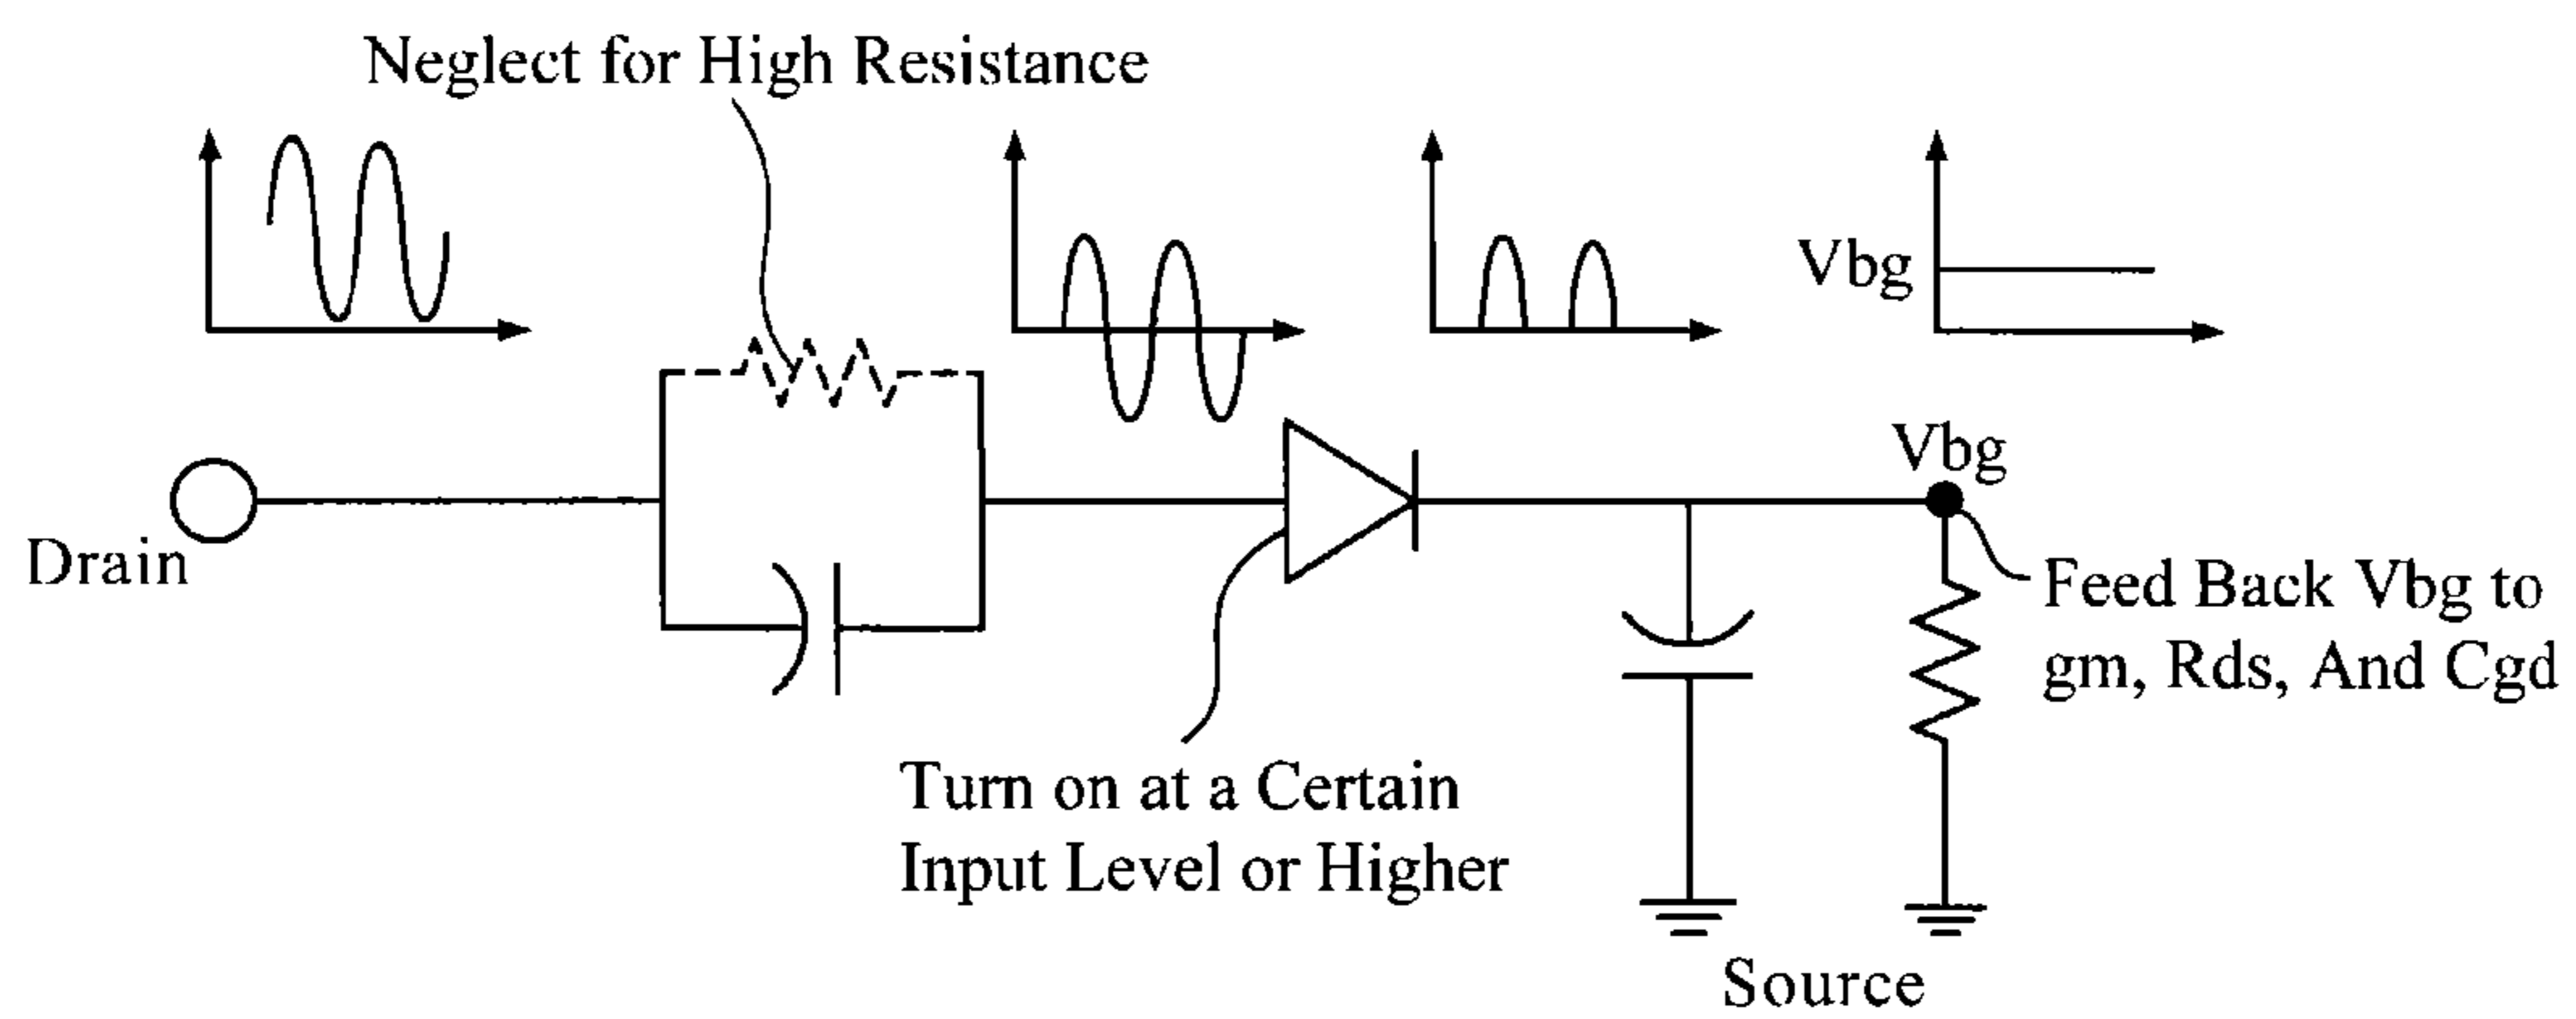 Neglect for High Resistance
Vbg
Vbg
Drain
Feed Back Vbg to
gm, Rds, And Cgd
Turn on at a Certain
Input Level or Higher
Source